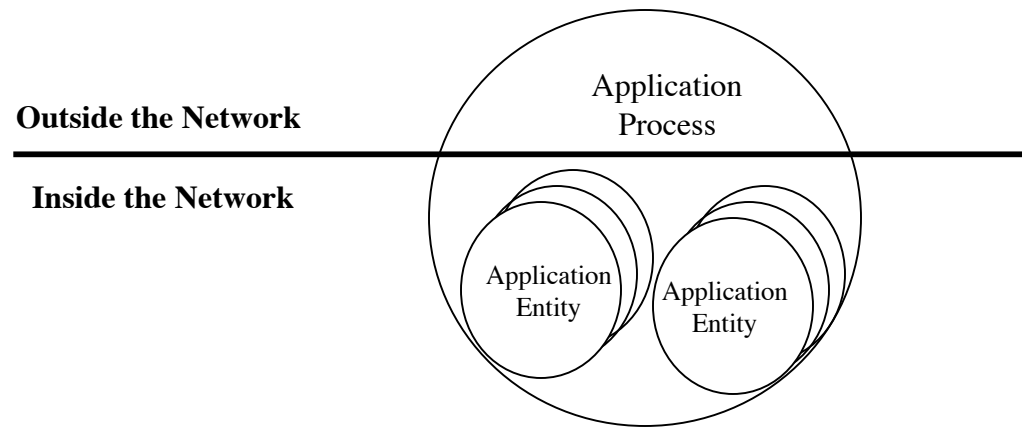 Application
Process
Outside the Network
Inside the Network
Application
Entity
Application
Entity